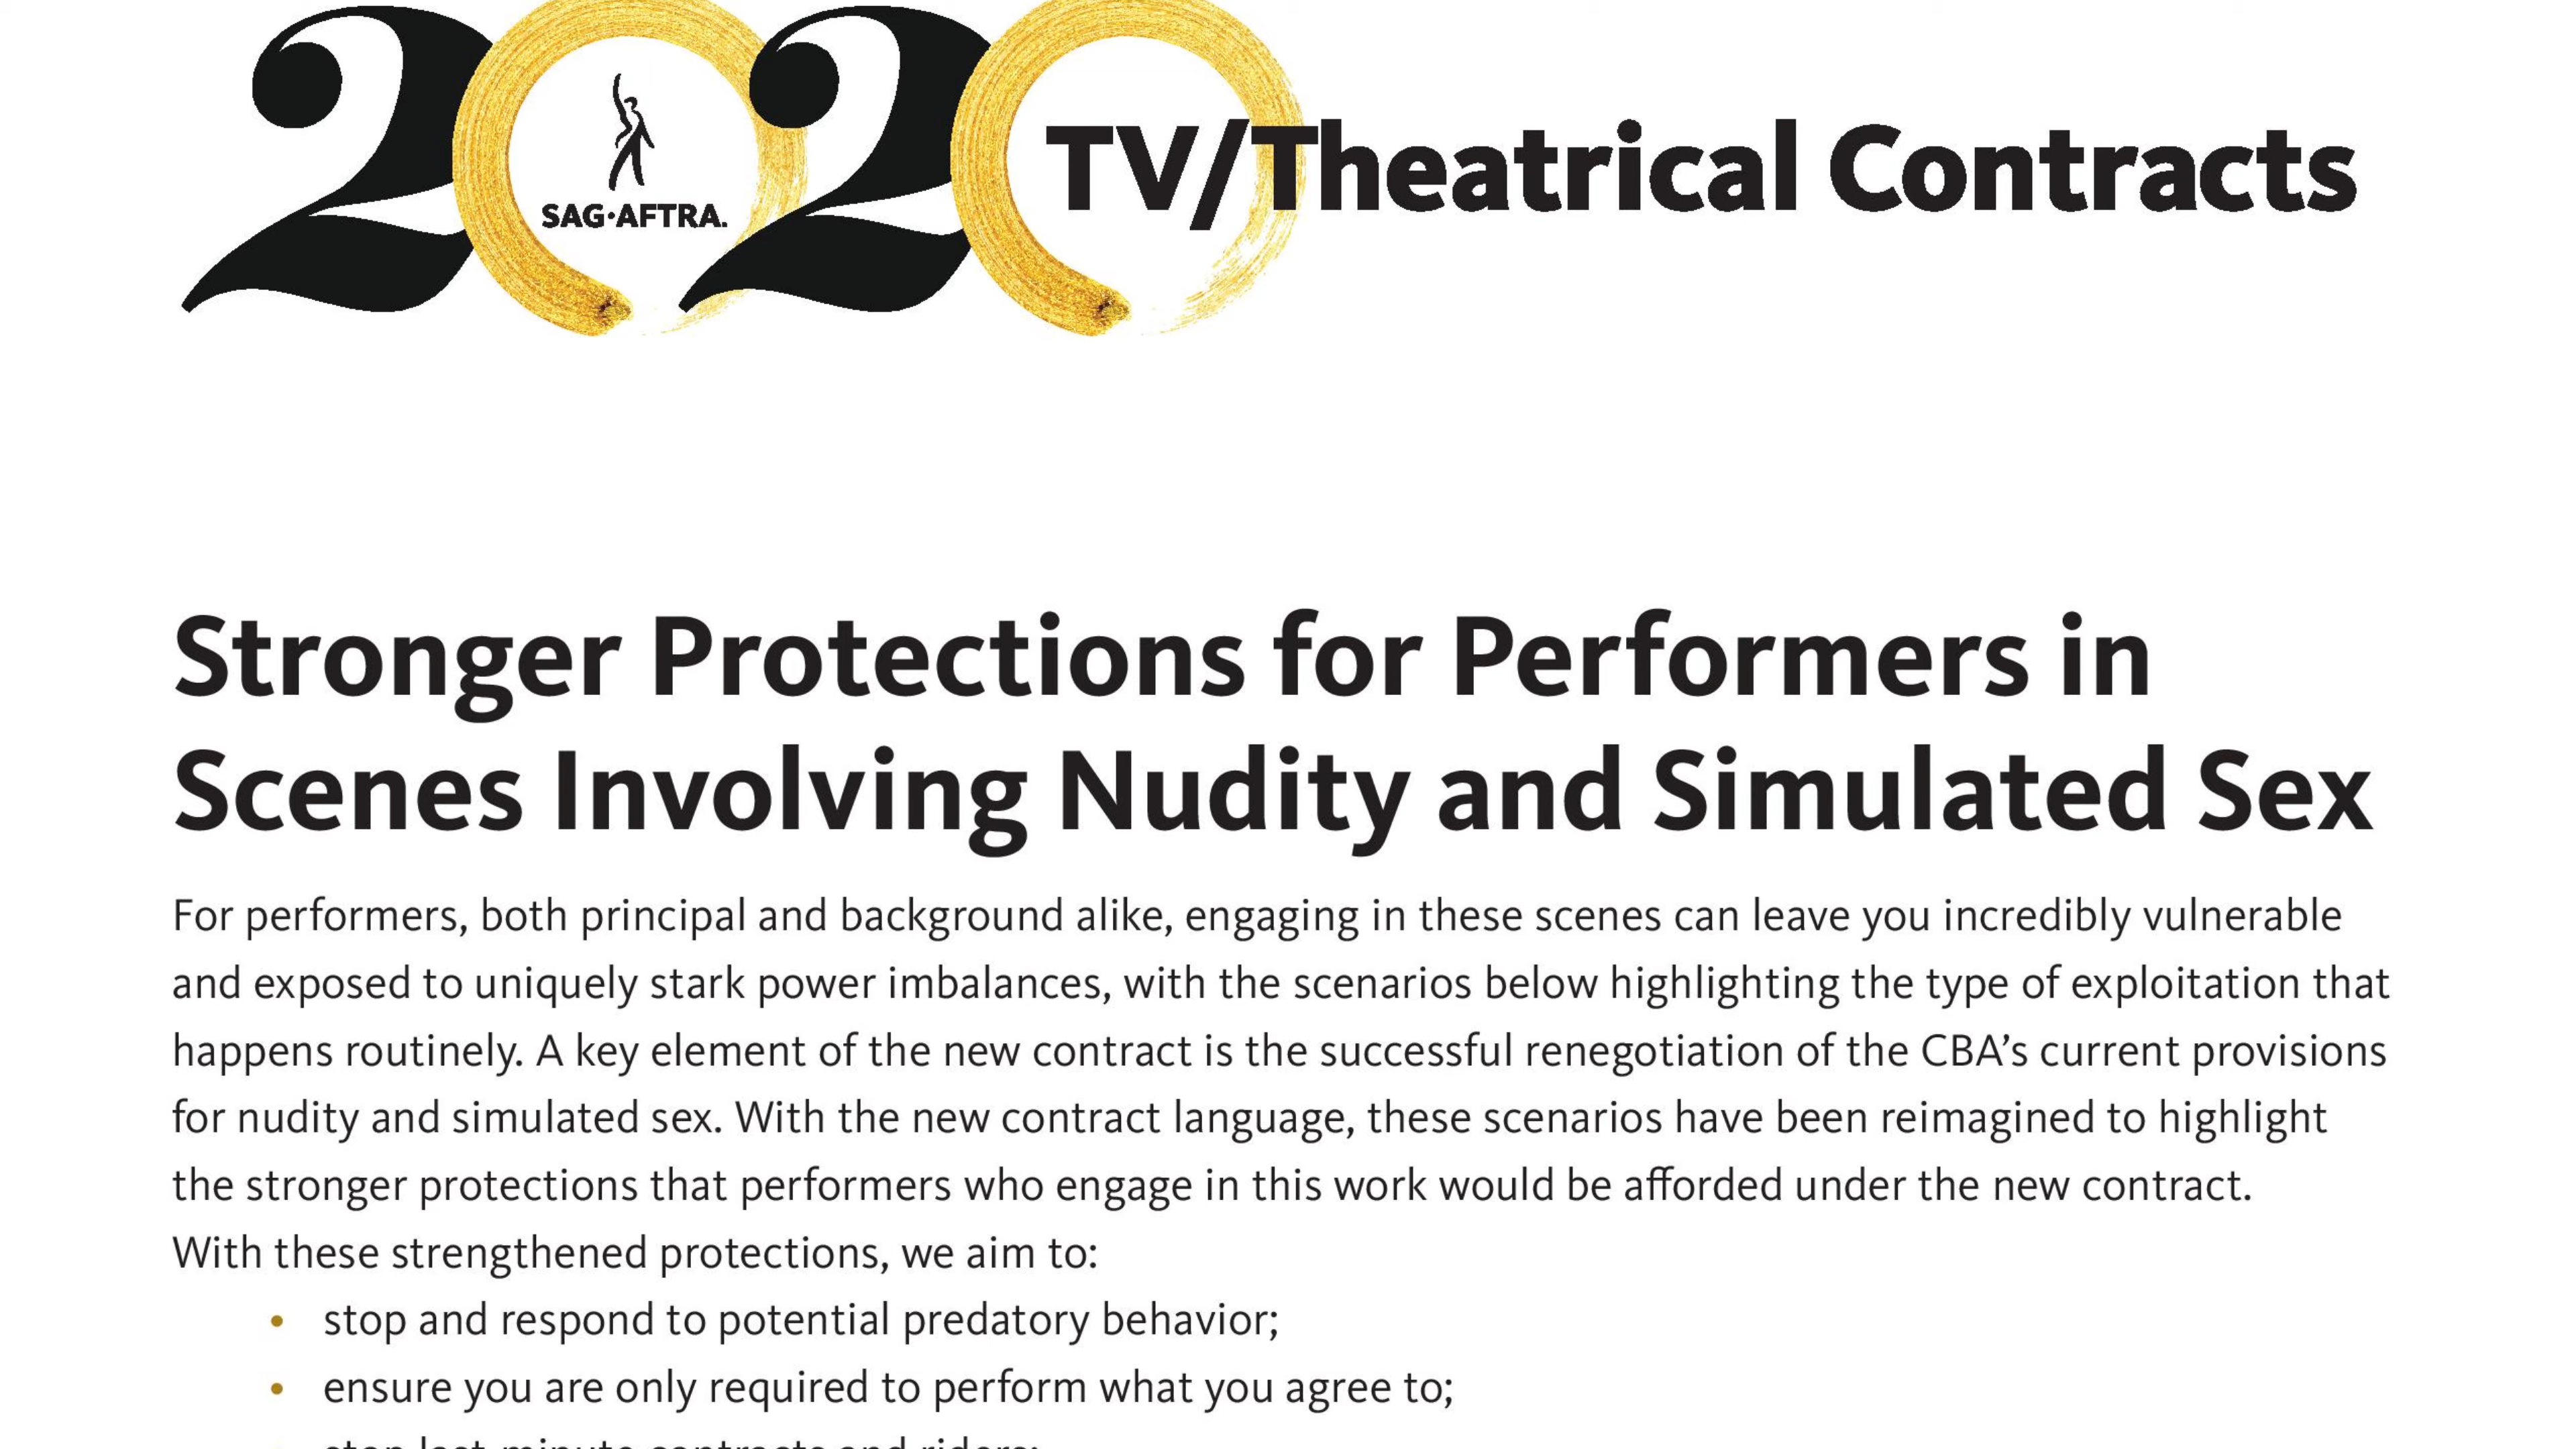 2020 TV/Theatrical Contracts
SAG·AFTRA.
Stronger Protections for Performers in
Scenes Involving Nudity and Simulated Sex
For performers, both principal and background alike, engaging in these scenes can leave you incredibly vulnerable
and exposed to uniquely stark power imbalances, with the scenarios below highlighting the type of exploitation that
happens routinely. A key element of the new contract is the successful renegotiation of the CBA’s current provisions
for nudity and simulated sex. With the new contract language, these scenarios have been reimagined to highlight
the stronger protections that performers who engage in this work would be afforded under the new contract.
With these strengthened protections, we aim to:
• stop and respond to potential predatory behavior;
• ensure you are only required to perform what you agree to;
stop last-minute contracts and riders;